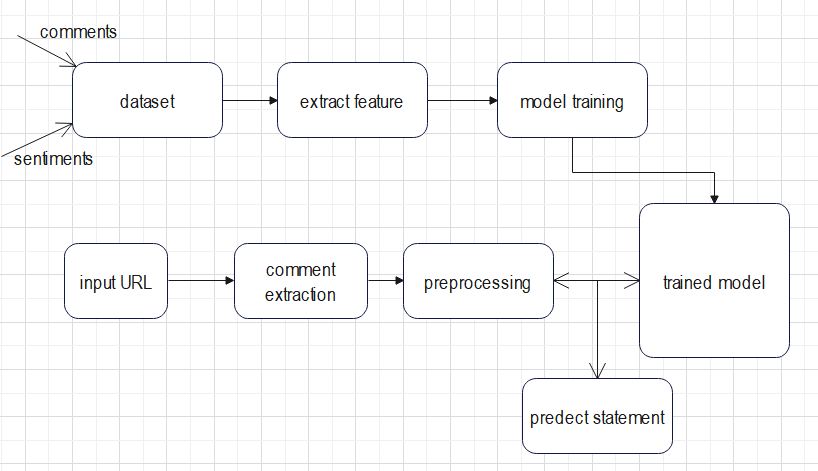 comments
dataset
extract feature
model training
sentiments
input URL
comment
extraction
preprocessing
trained model
predect statement